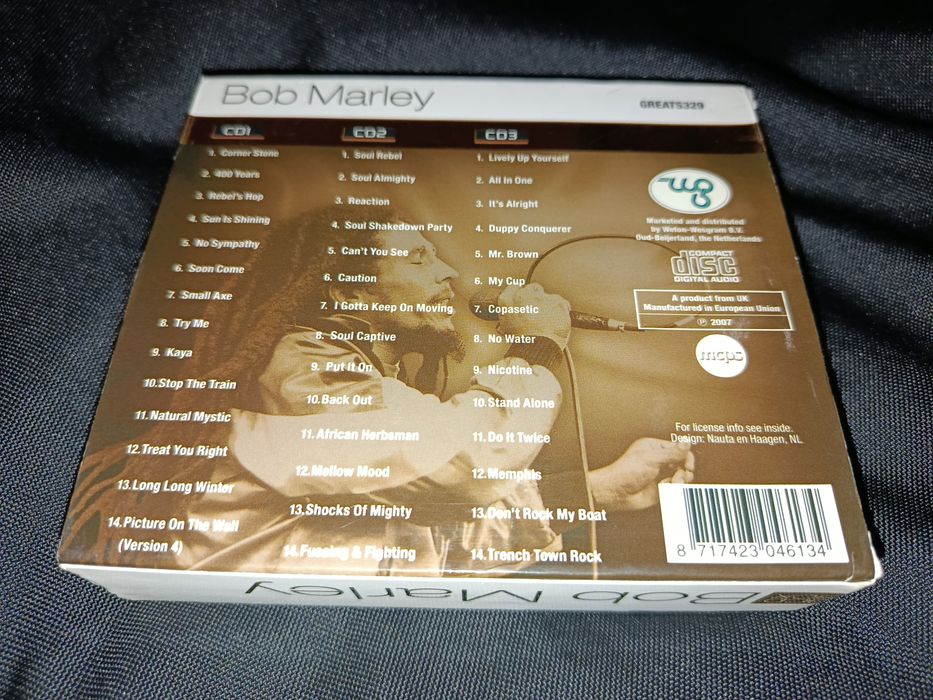 Bob Marley
GREATS329
CD1
1. Corner Stone
2. 400 Years
3. Rebel's Hop
4. Sun Is Shining
5. No Sympathy
6. Soon Come
7. Small Axe
8. Try Me
9. Kaya
10.Stop The Train
11.Natural Mystic
12.Treat You Right
13.Long Long Winter
14.Picture On The Wall
(Version 4)
CD2
1. Soul Rebel
2. Soul Almighty
3. Reaction
4. Soul Shakedown Party
5. Can't You See
6. Caution
7. I Gotta Keep On Moving
8. Soul Captive
9. Put It On
10.Back Out
11.African Herbsman
12.Mellow Mood
13.Shocks Of Mighty
14.Fussing & Fighting
CD3
1. Lively Up Yourself
2. All In One
3. It's Alright
4. Duppy Conquerer
5. Mr. Brown
6. My Cup
7. Copasetic
8. No Water
9. Nicotine
10.Stand Alone
11.Do It Twice
12.Memphis
13.Don't Rock My Boat
14.Trench Town Rock
wg
Marketed and distributed
by Weton-Wesgram B.V.
Oud-Beijerland, the Netherlands
COMPACT
disc
DIGITAL AUDIO
A product from UK
Manufactured in European Union
℗ 2007
mcps
For license info see inside.
Design: Nauta en Haagen, NL
8 717423 046134
Bob Marley